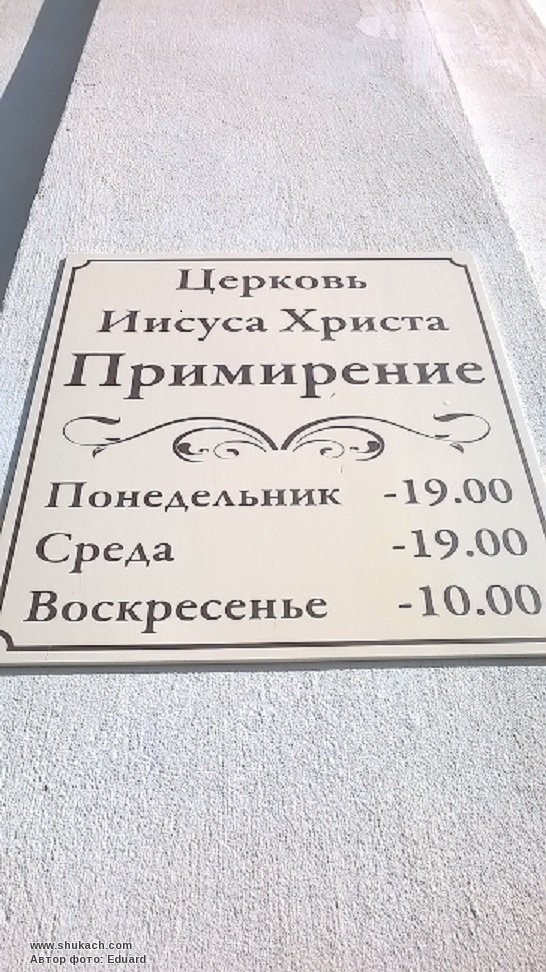 Церковь
Иисуса Христа
Примирение
Понедельник -19.00
Среда -19.00
Воскресенье -10.00
www.shukach.com
Автор фото: Eduard